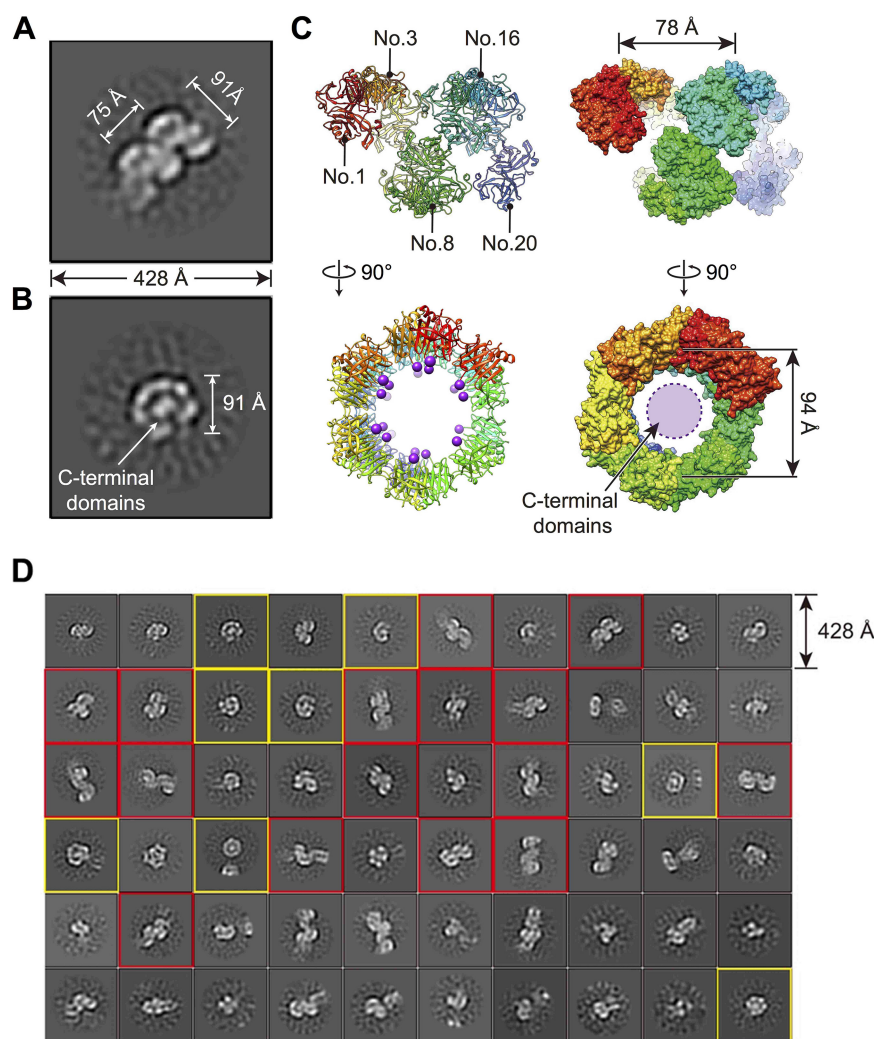 A
75 Å
91Å
428 Å
B
91 Å
C-terminal
domains
C
No.3
No.16
No.1
No.8
No.20
78 Å
90°
90°
94 Å
C-terminal
domains
D
428 Å